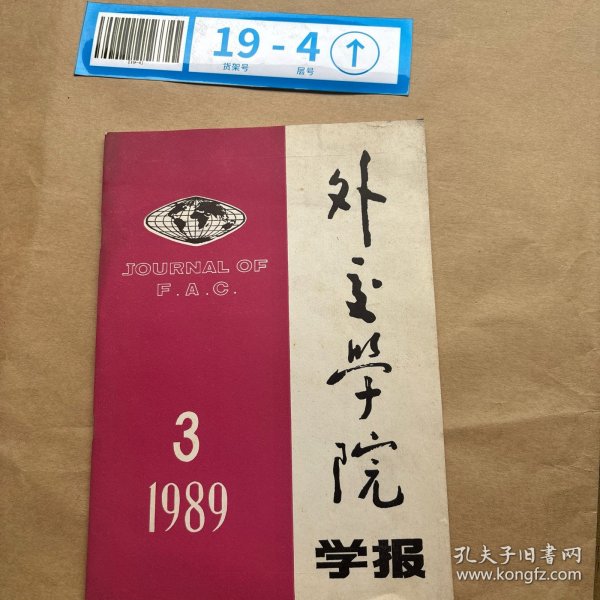 19-4
货架号
层号
JOURNAL OF
F.A.C.
3
1989
外交学院
学报
孔夫子旧书网
www.kongfz.com